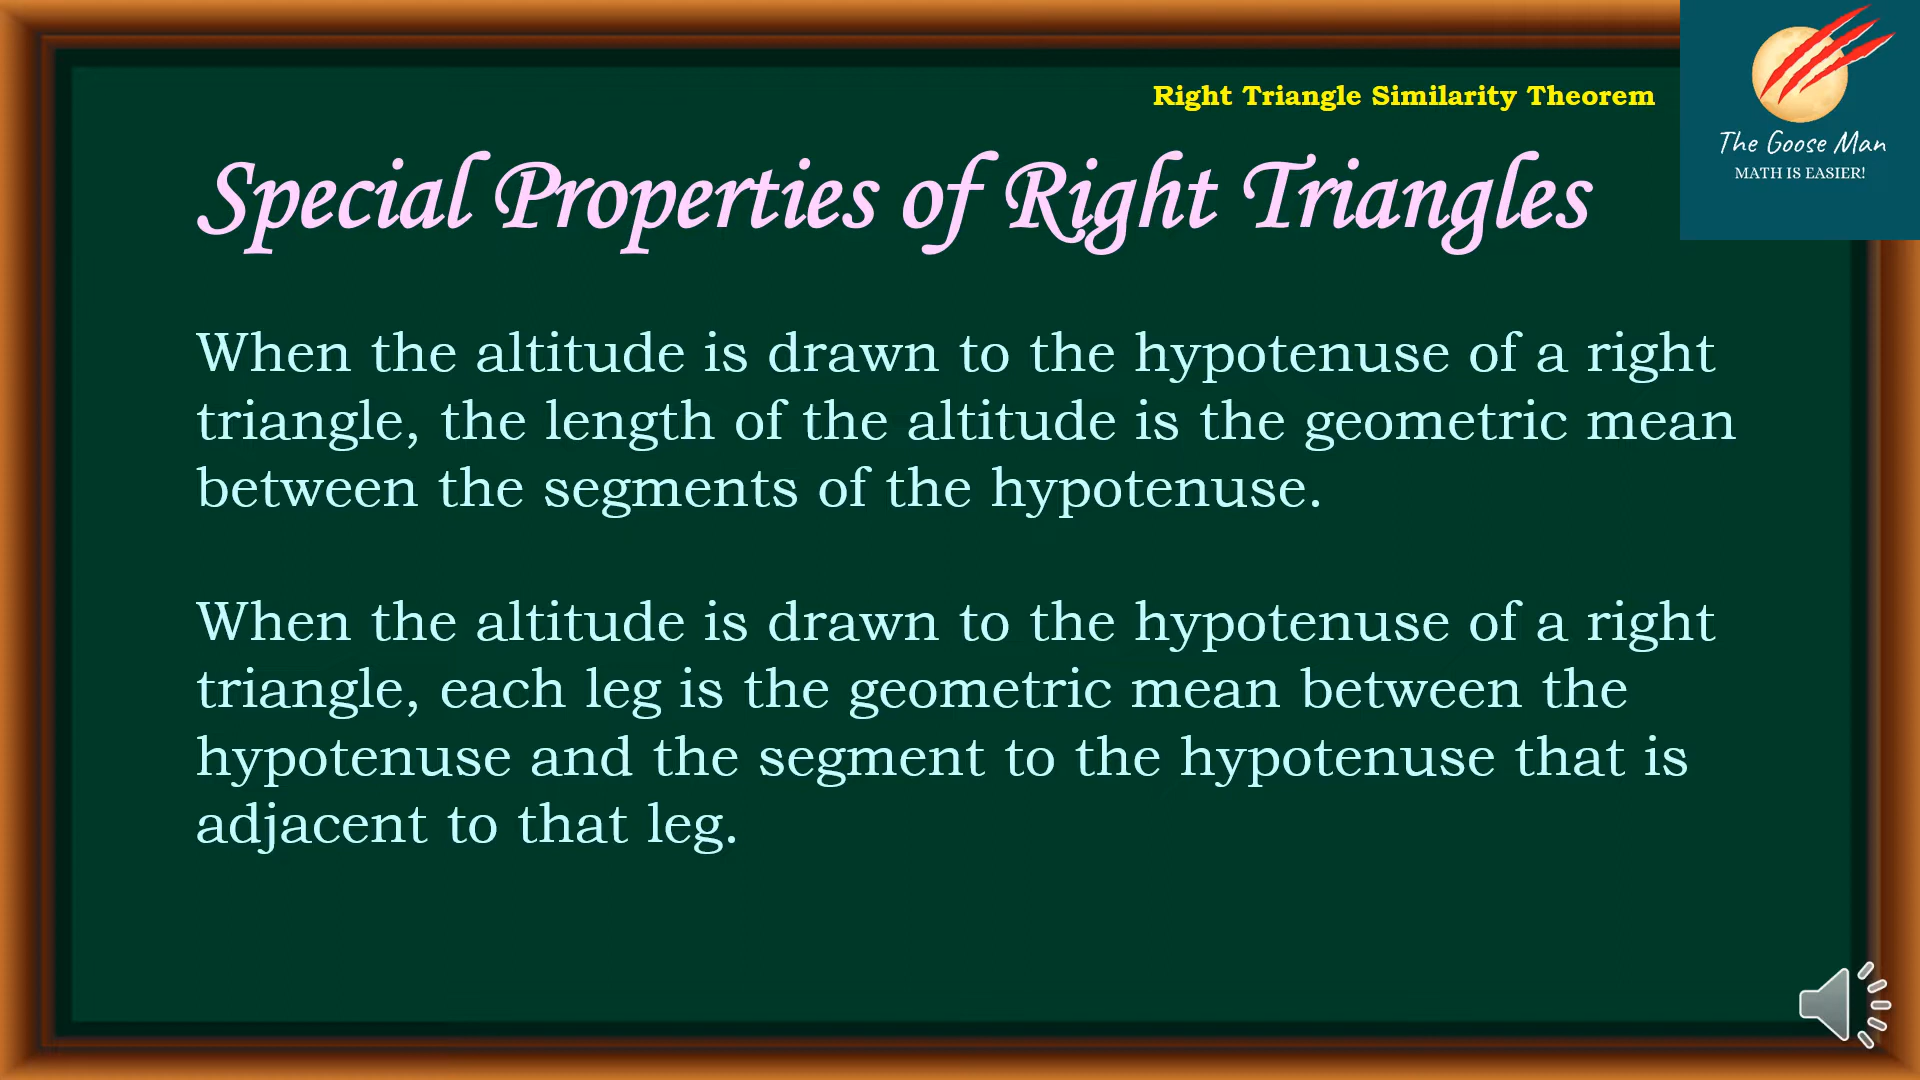 Right Triangle Similarity Theorem
The Goose Man
MATH IS EASIER!
Special Properties of Right Triangles
When the altitude is drawn to the hypotenuse of a right
triangle, the length of the altitude is the geometric mean
between the segments of the hypotenuse.
When the altitude is drawn to the hypotenuse of a right
triangle, each leg is the geometric mean between the
hypotenuse and the segment to the hypotenuse that is
adjacent to that leg.